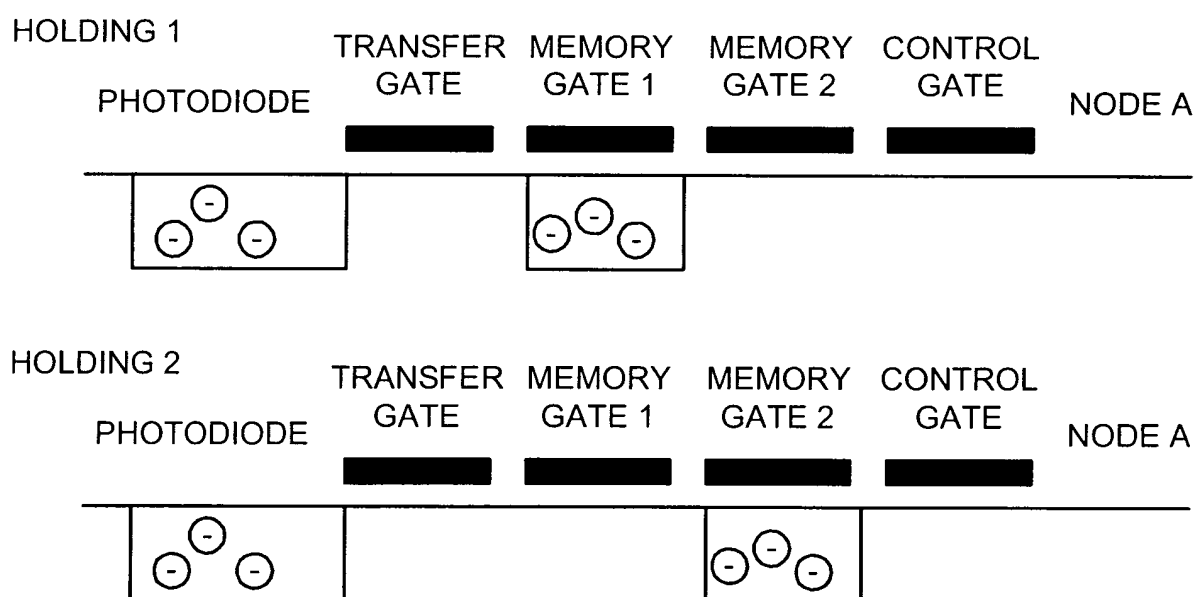 HOLDING 1
PHOTODIODE
TRANSFER GATE
MEMORY GATE 1
MEMORY GATE 2
CONTROL GATE
NODE A
-
-
-
-
-
-
HOLDING 2
PHOTODIODE
TRANSFER GATE
MEMORY GATE 1
MEMORY GATE 2
CONTROL GATE
NODE A
-
-
-
-
-
-